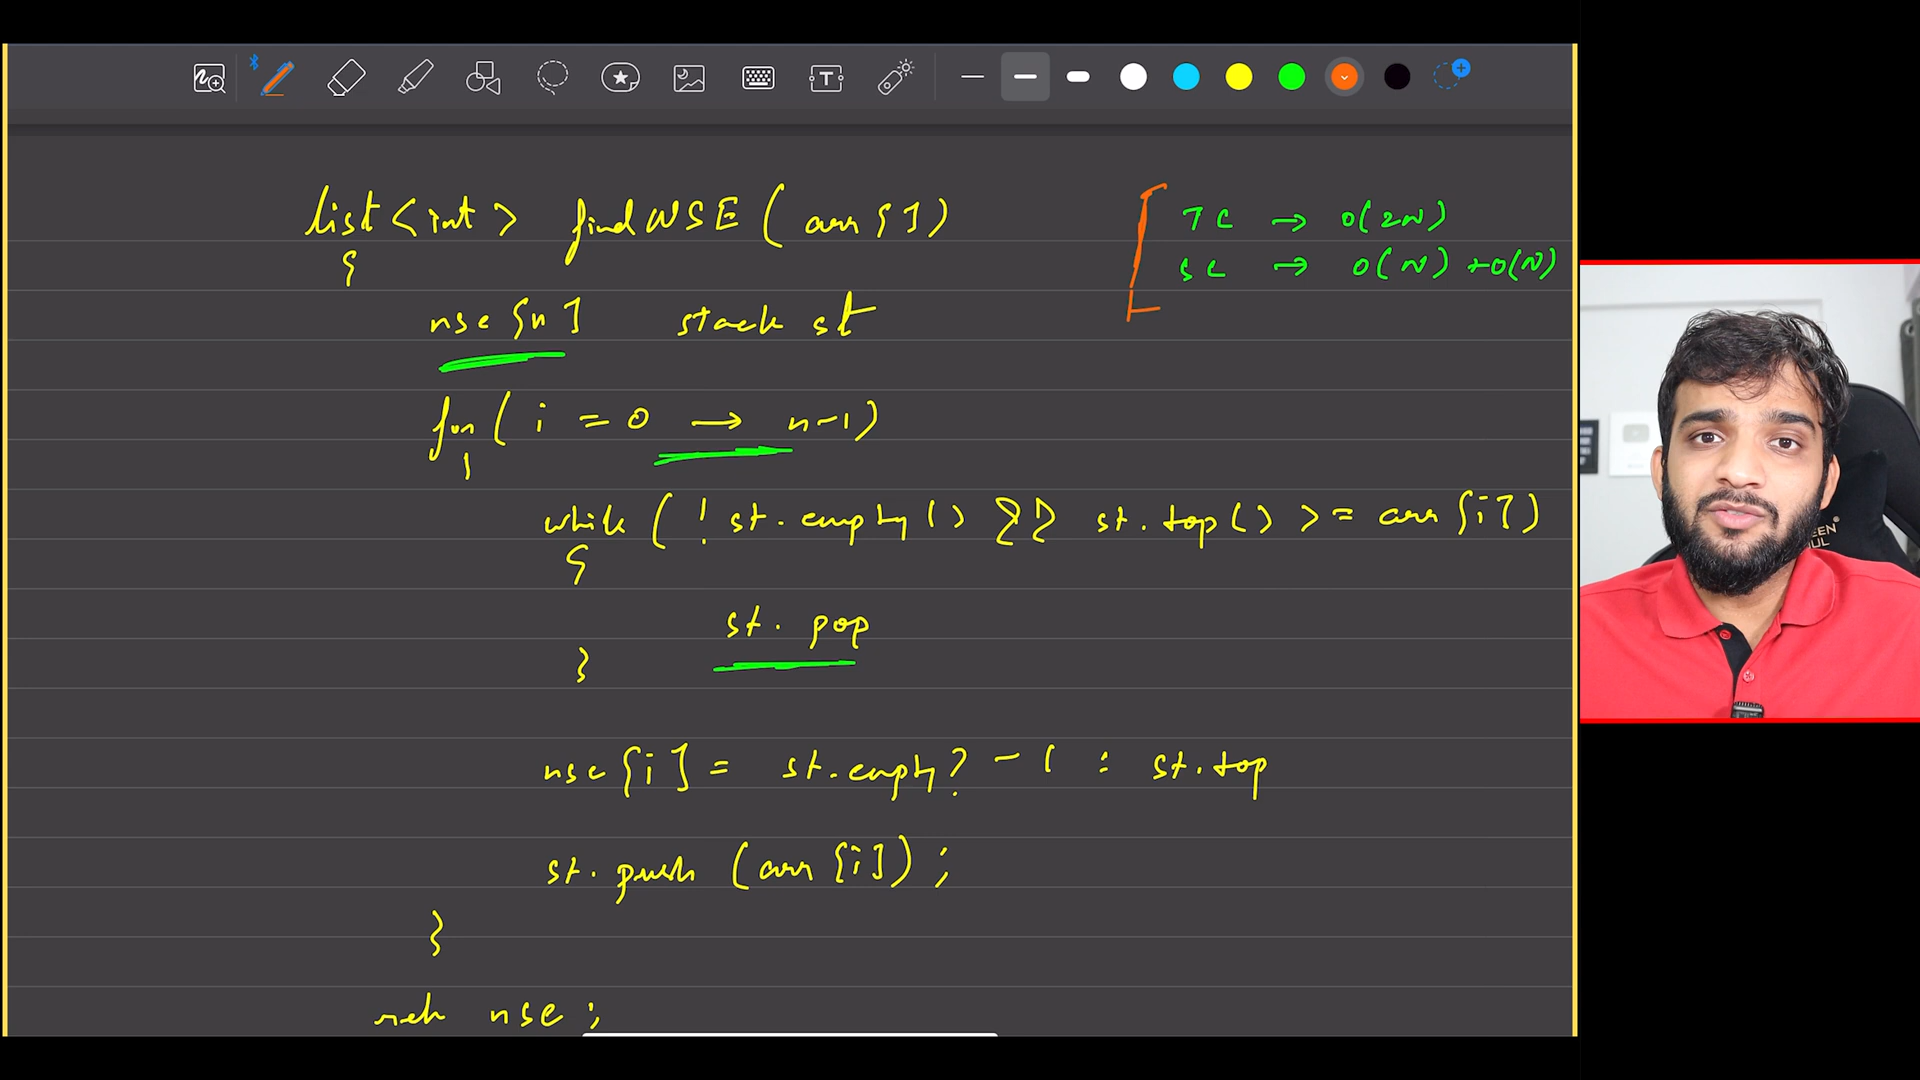 list<int> findNSE(arr[])
{
TC → O(2N)
SC → O(N)+O(N)
nse[n] stack st
for(i = 0 → n-1)
{
while(!st.empty() && st.top() >= arr[i])
{
st.pop
}
nse[i] = st.empty? -1 : st.top
st.push(arr[i]);
}
return nse;
T